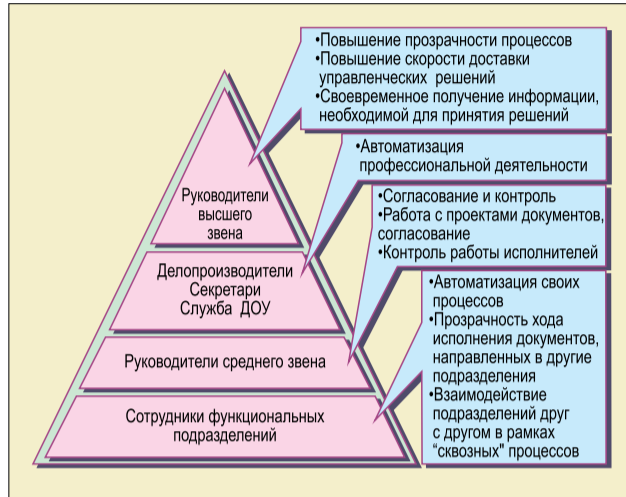 •Повышение прозрачности процессов
•Повышение скорости доставки
управленческих решений
•Своевременное получение информации,
необходимой для принятия решений
•Автоматизация
профессиональной деятельности
•Согласование и контроль
•Работа с проектами документов,
согласование
•Контроль работы исполнителей
•Автоматизация своих
процессов
•Прозрачность хода
исполнения документов,
направленных в другие
подразделения
•Взаимодействие
подразделений друг
с другом в рамках
“сквозных" процессов
Руководители
высшего
звена
Делопроизводители
Секретари
Служба ДОУ
Руководители среднего звена
Сотрудники функциональных
подразделений